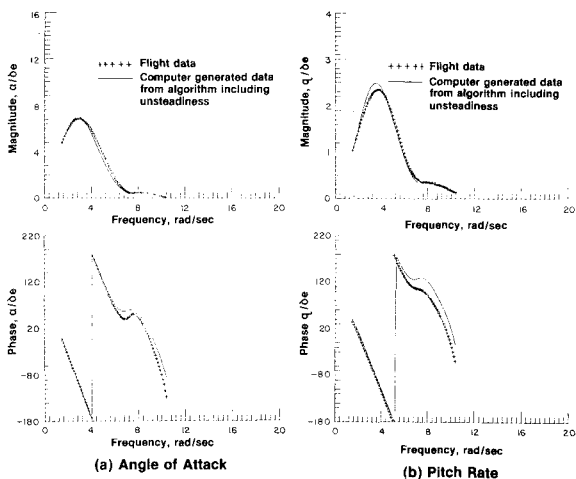 16
12
8
4
0
Magnitude, α/δe
+++++ Flight data
Computer generated data
from algorithm including
unsteadiness
0 4 8 12 16 20
Frequency, rad/sec
4
3
2
1
0
Magnitude, q/δe
+++++ Flight data
Computer generated data
from algorithm including
unsteadiness
0 4 8 12 16 20
Frequency, rad/sec
220
120
20
-80
-180
Phase, α/δe
0 4 8 12 16 20
Frequency, rad/sec
(a) Angle of Attack
220
120
20
-80
-180
Phase q/δe
0 4 8 12 16 20
Frequency, rad/sec
(b) Pitch Rate